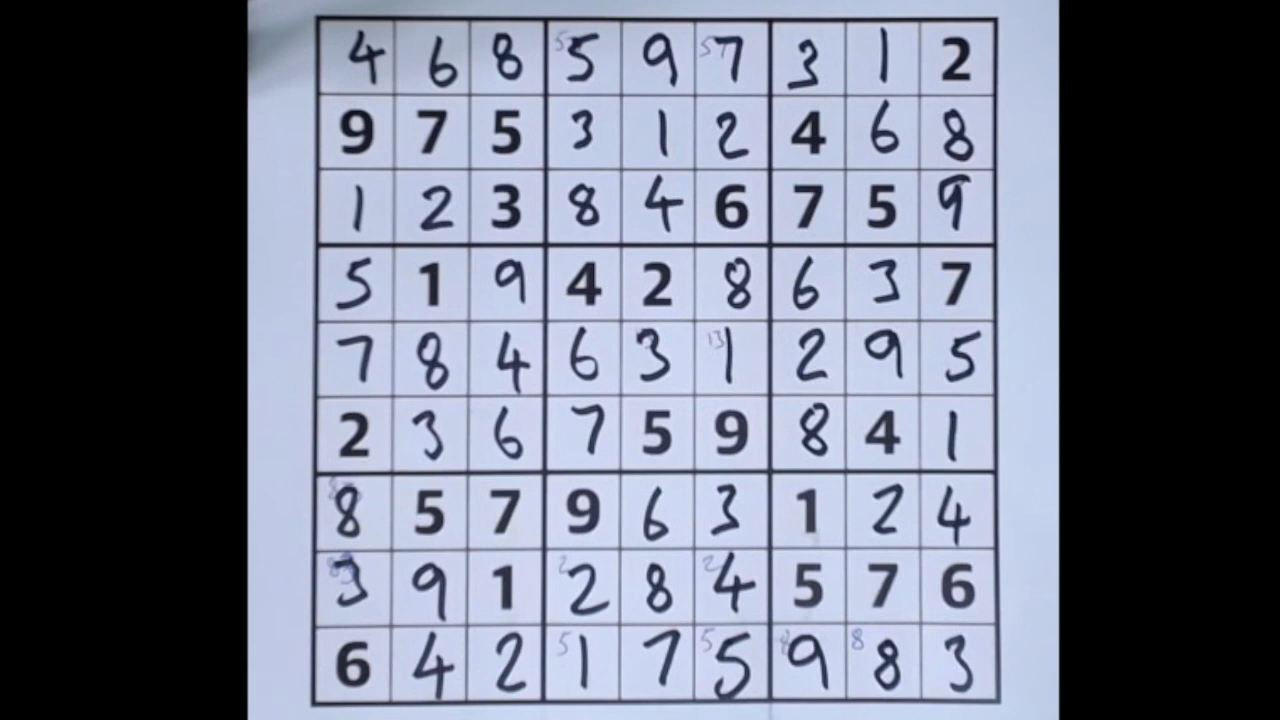 4 6 8 5 9 7 3 1 2
9 7 5 3 1 2 4 6 8
1 2 3 8 4 6 7 5 9
5 1 9 4 2 8 6 3 7
7 8 4 6 3 1 2 9 5
2 3 6 7 5 9 8 4 1
8 5 7 9 6 3 1 2 4
3 9 1 2 8 4 5 7 6
6 4 2 1 7 5 9 8 3